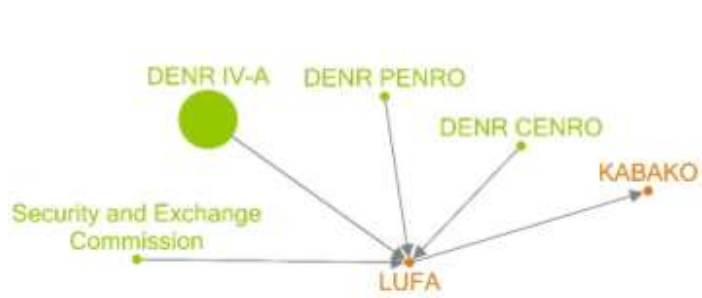 DENR IV-A
DENR PENRO
DENR CENRO
KABAKO
Security and Exchange
Commission
LUFA